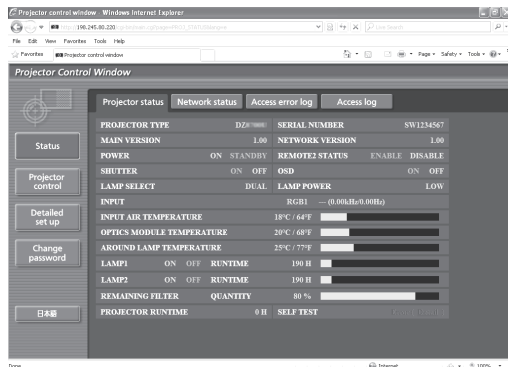 Projector control window - Windows Internet Explorer
Live Search
File Edit View Favorites Tools Help
Favorites Projector control window
Page Safety Tools
Projector Control Window
Projector status Network status Access error log Access log
Status
Projector control
Detailed set up
Change password
日本語
PROJECTOR TYPE SERIAL NUMBER SW1234567
MAIN VERSION 1.00 NETWORK VERSION 1.00
POWER ON STANDBY REMOTE2 STATUS ENABLE DISABLE
SHUTTER ON OFF OSD ON OFF
LAMP SELECT DUAL LAMP POWER LOW
INPUT RGB1 — (0.00kHz/0.00Hz)
INPUT AIR TEMPERATURE 18°C / 64°F
OPTICS MODULE TEMPERATURE 20°C / 68°F
AROUND LAMP TEMPERATURE 25°C / 77°F
LAMP1 ON OFF RUNTIME 190 H
LAMP2 ON OFF RUNTIME 190 H
REMAINING FILTER QUANTITY 80 %
PROJECTOR RUNTIME 0 H SELF TEST
Done Internet 100%